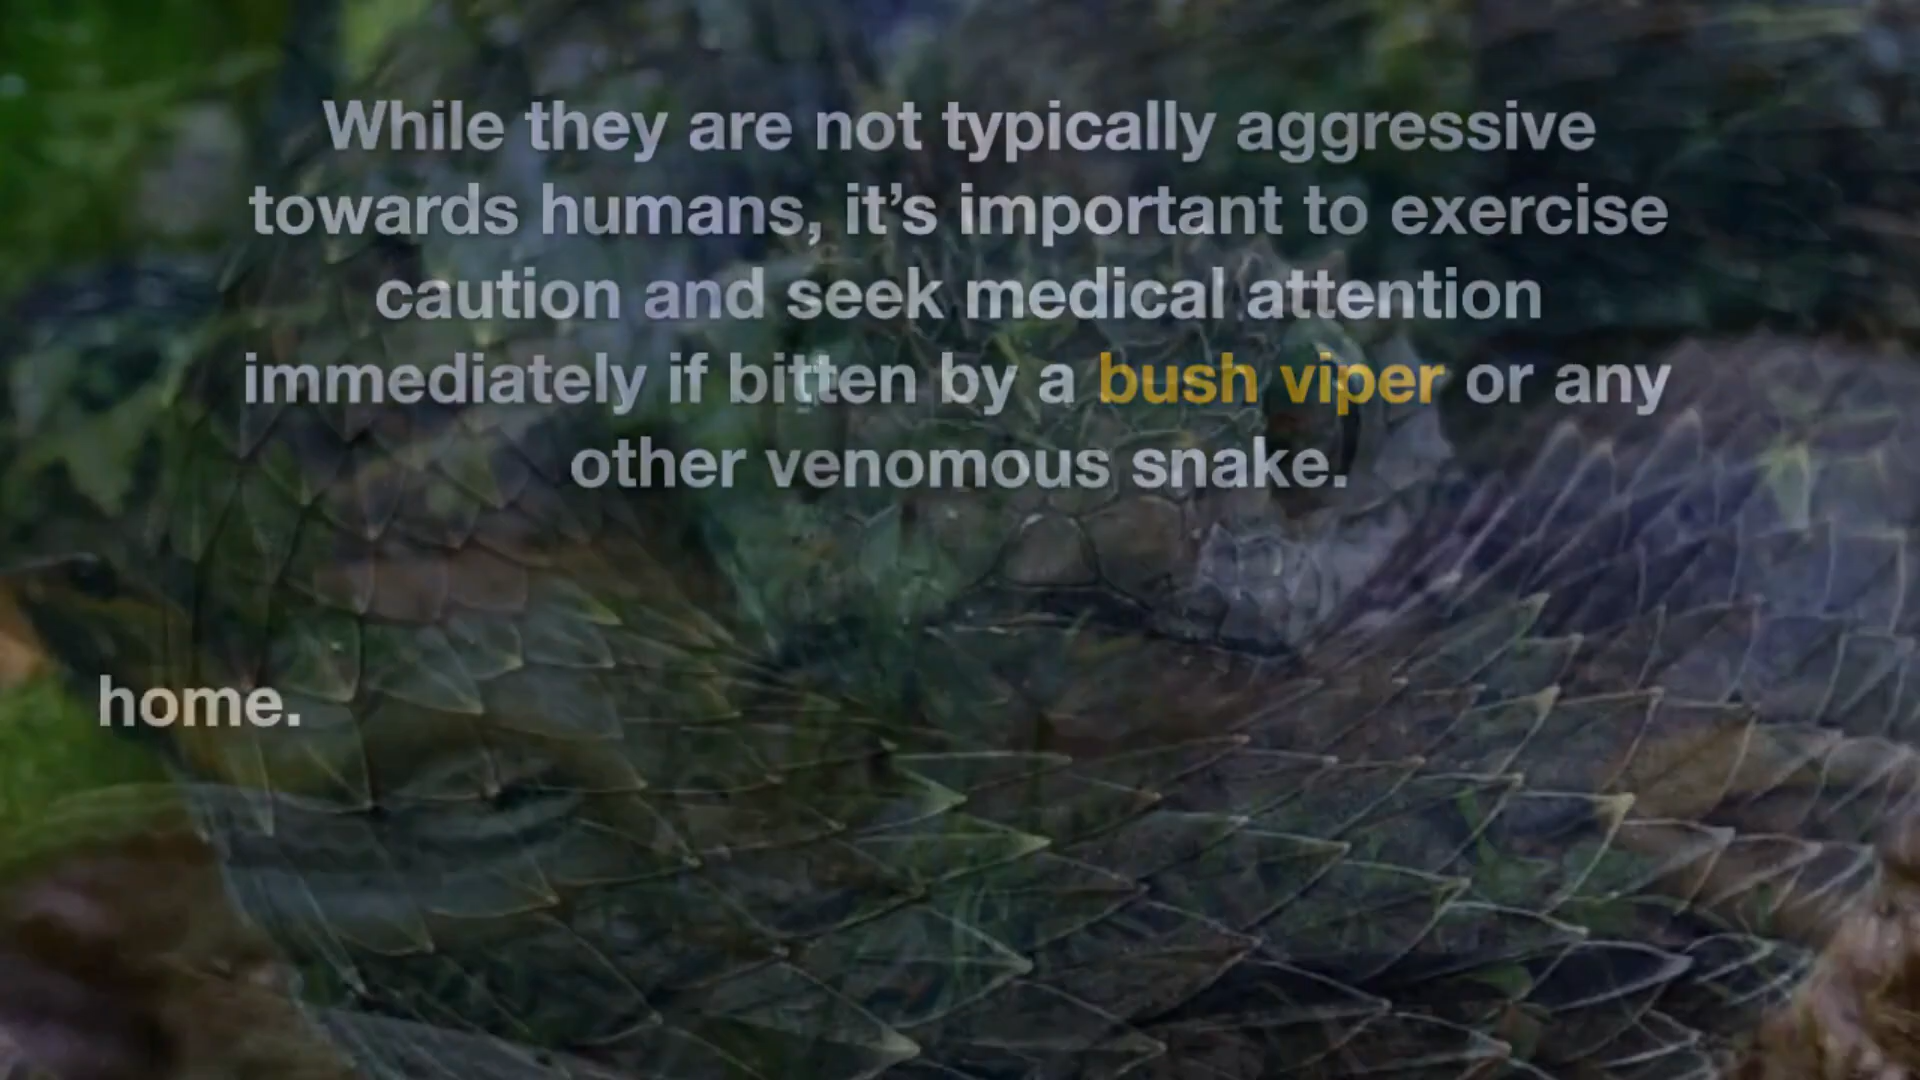 While they are not typically aggressive
towards humans, it’s important to exercise
caution and seek medical attention
immediately if bitten by a bush viper or any
other venomous snake.
home.